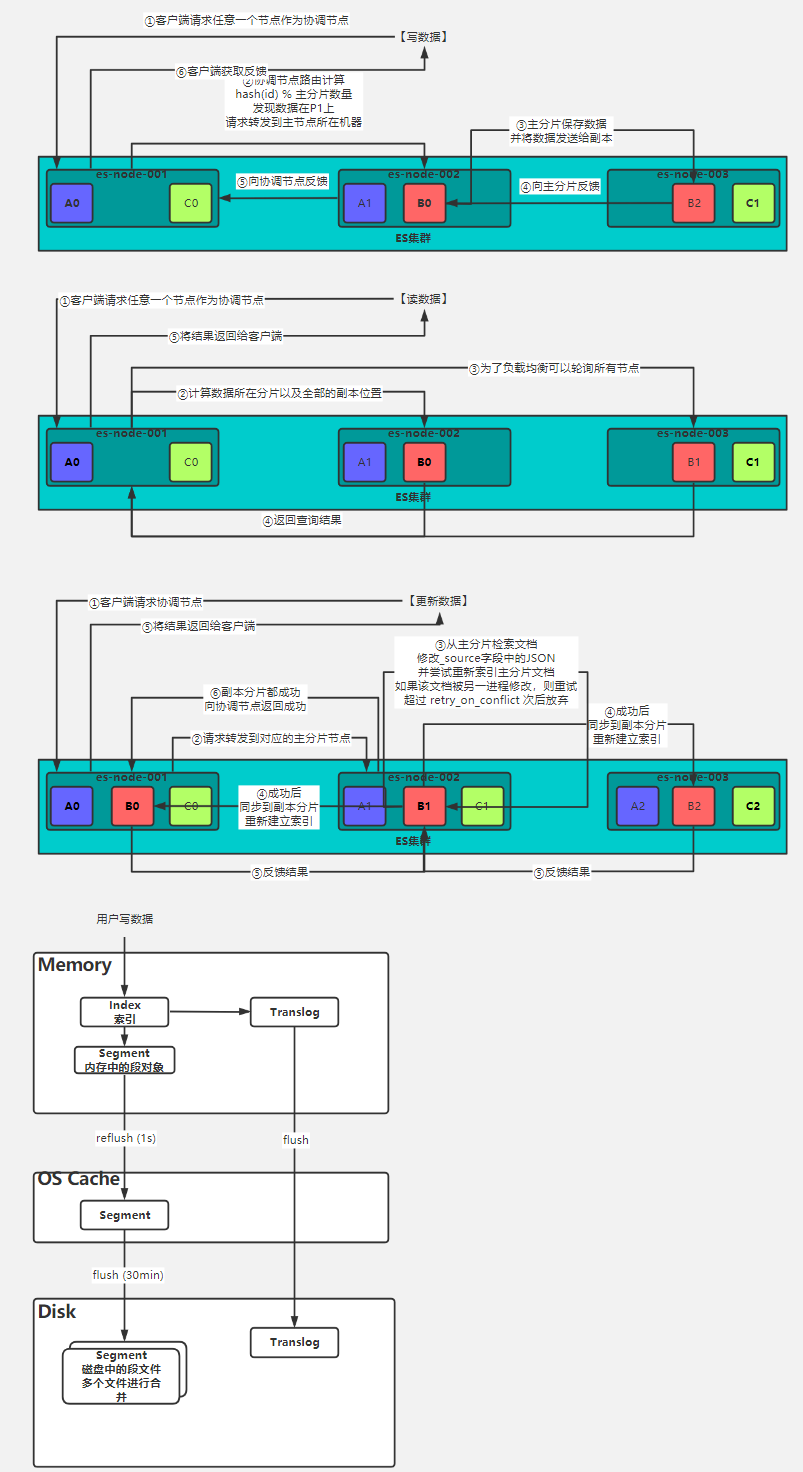 ①客户端请求任意一个节点作为协调节点
【写数据】
⑥客户端获取反馈
②协调节点路由计算
hash(id) % 主分片数量
发现数据在P1上
请求转发到主节点所在机器
③主分片保存数据
并将数据发送给副本
es-node-001
es-node-002
es-node-003
⑤向协调节点反馈
④向主分片反馈
A0
C0
A1
B0
B2
C1
ES集群
①客户端请求任意一个节点作为协调节点
【读数据】
⑤将结果返回给客户端
③为了负载均衡可以轮询所有节点
②计算数据所在分片以及全部的副本位置
es-node-001
es-node-002
es-node-003
A0
C0
A1
B0
B1
C1
ES集群
④返回查询结果
①客户端请求协调节点
【更新数据】
⑤将结果返回给客户端
③从主分片检索文档
修改_source字段中的JSON
并尝试重新索引主分片文档
如果该文档被另一进程修改，则重试
超过 retry_on_conflict 次后放弃
⑥副本分片都成功
向协调节点返回成功
④成功后
同步到副本分片
重新建立索引
②请求转发到对应的主分片节点
es-node-001
es-node-002
es-node-003
A0
B0
C0
④成功后
同步到副本分片
重新建立索引
A1
B1
C1
A2
B2
C2
ES集群
⑤反馈结果
⑤反馈结果
用户写数据
Memory
Index
索引
Translog
Segment
内存中的段对象
reflush (1s)
flush
OS Cache
Segment
flush (30min)
Disk
Translog
Segment
磁盘中的段文件
多个文件进行合
并